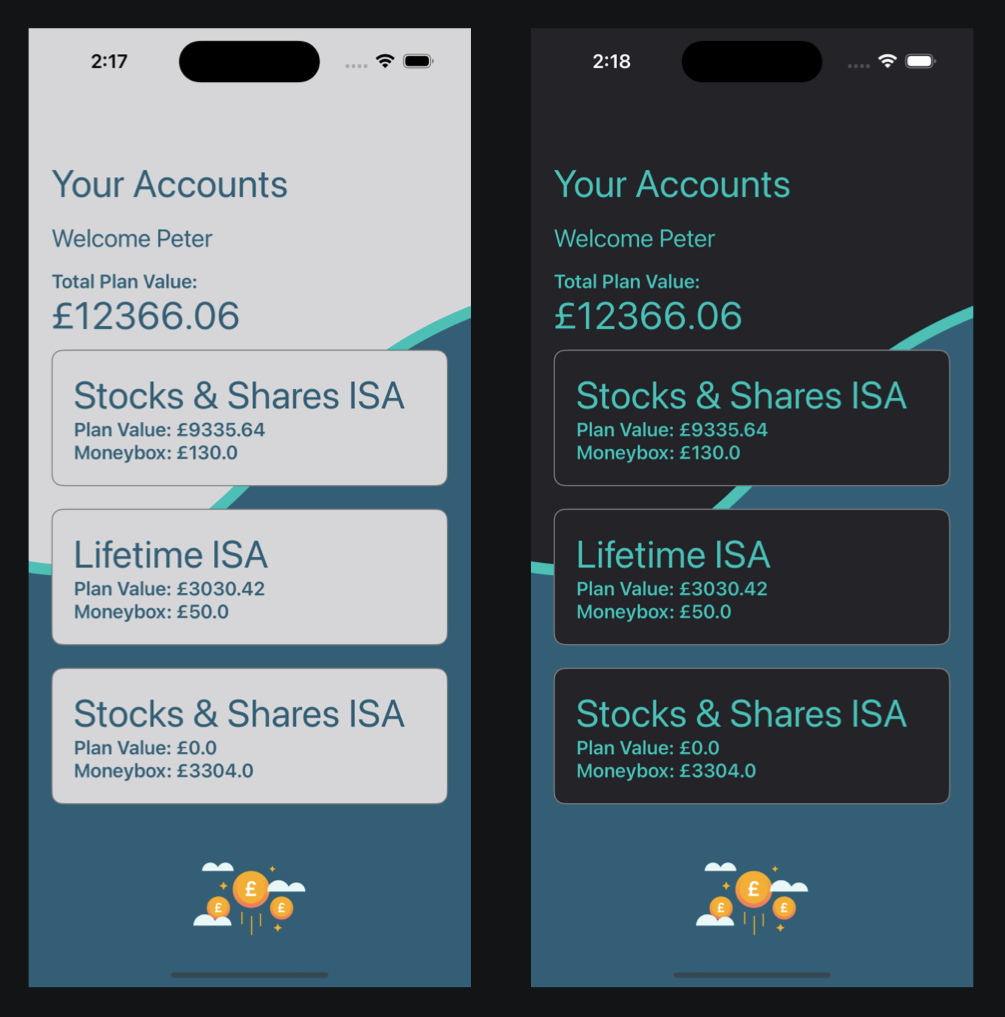 2:17
Your Accounts
Welcome Peter
Total Plan Value:
£12366.06
Stocks & Shares ISA
Plan Value: £9335.64
Moneybox: £130.0
Lifetime ISA
Plan Value: £3030.42
Moneybox: £50.0
Stocks & Shares ISA
Plan Value: £0.0
Moneybox: £3304.0
£
£
£
2:18
Your Accounts
Welcome Peter
Total Plan Value:
£12366.06
Stocks & Shares ISA
Plan Value: £9335.64
Moneybox: £130.0
Lifetime ISA
Plan Value: £3030.42
Moneybox: £50.0
Stocks & Shares ISA
Plan Value: £0.0
Moneybox: £3304.0
£
£
£